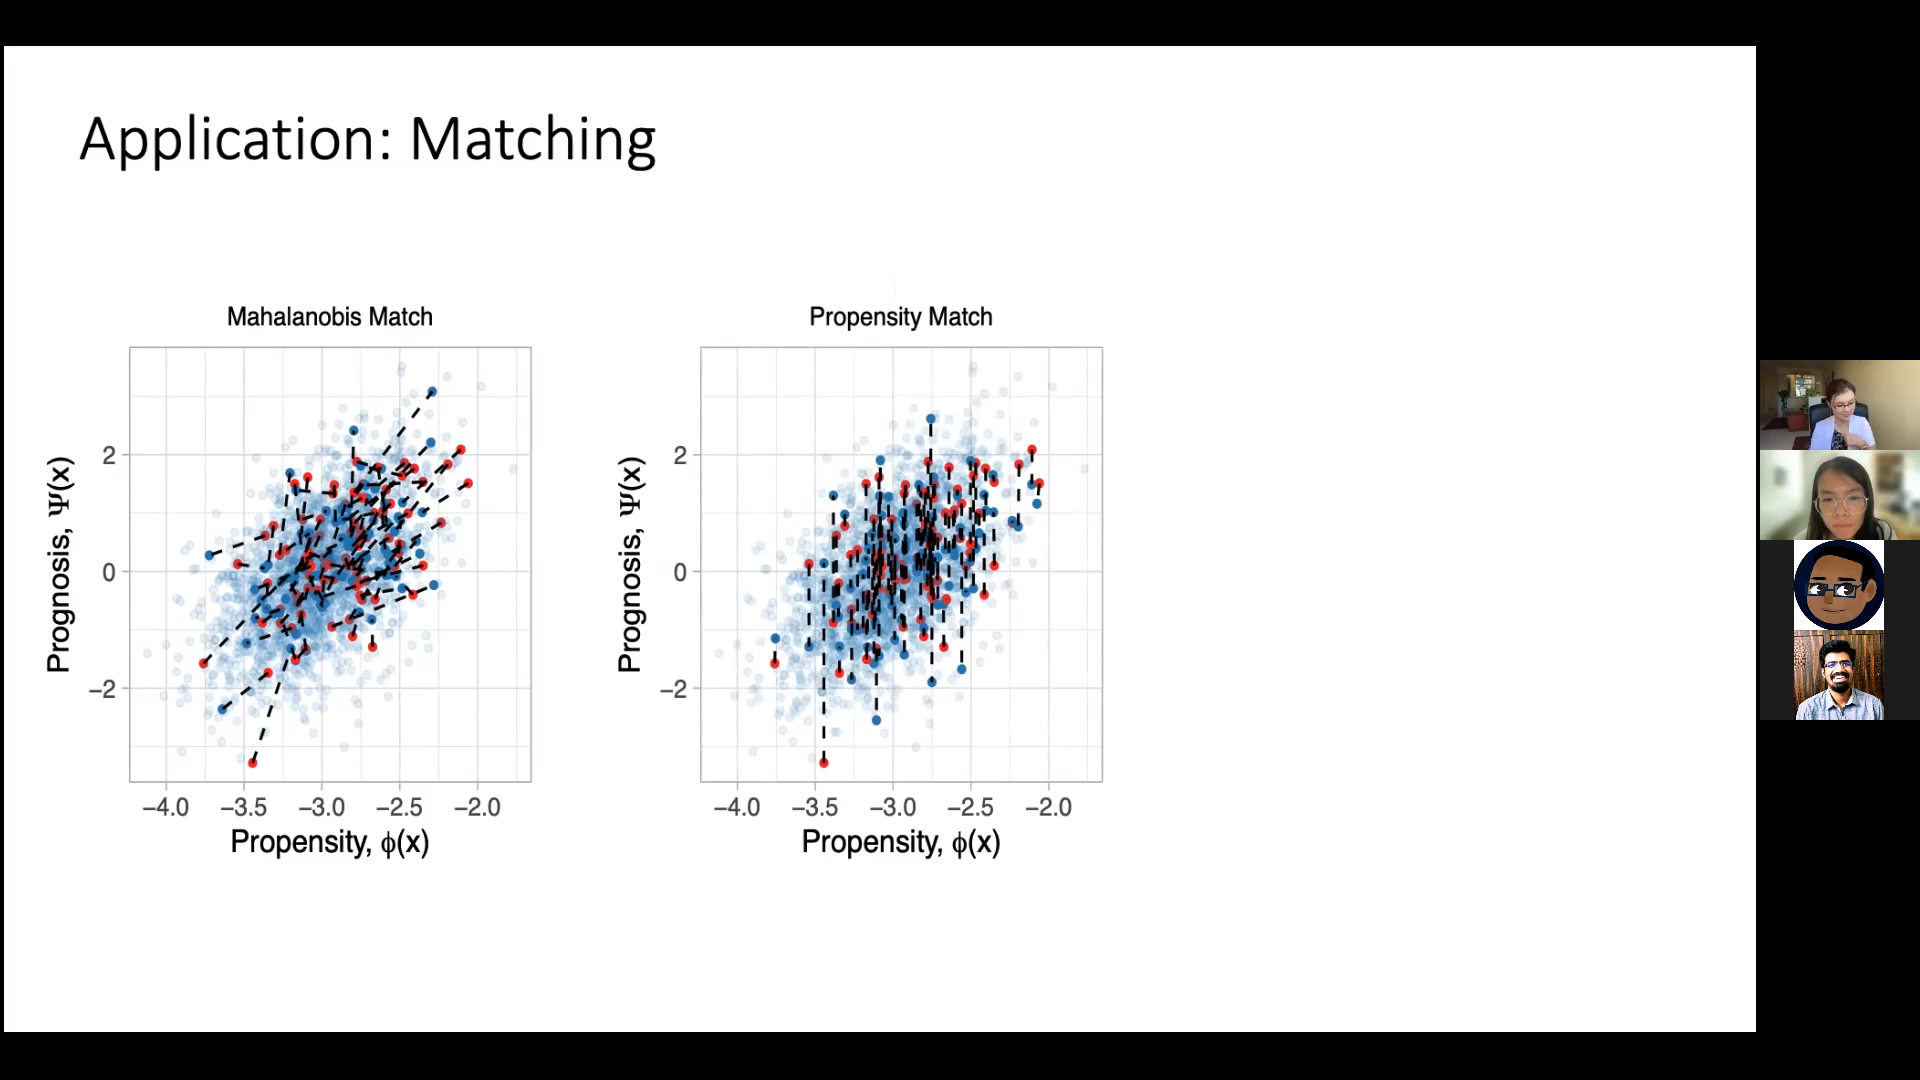 Application: Matching
Mahalanobis Match
Prognosis, Ψ(x)
2
0
−2
−4.0 −3.5 −3.0 −2.5 −2.0
Propensity, ϕ(x)
Propensity Match
Prognosis, Ψ(x)
2
0
−2
−4.0 −3.5 −3.0 −2.5 −2.0
Propensity, ϕ(x)